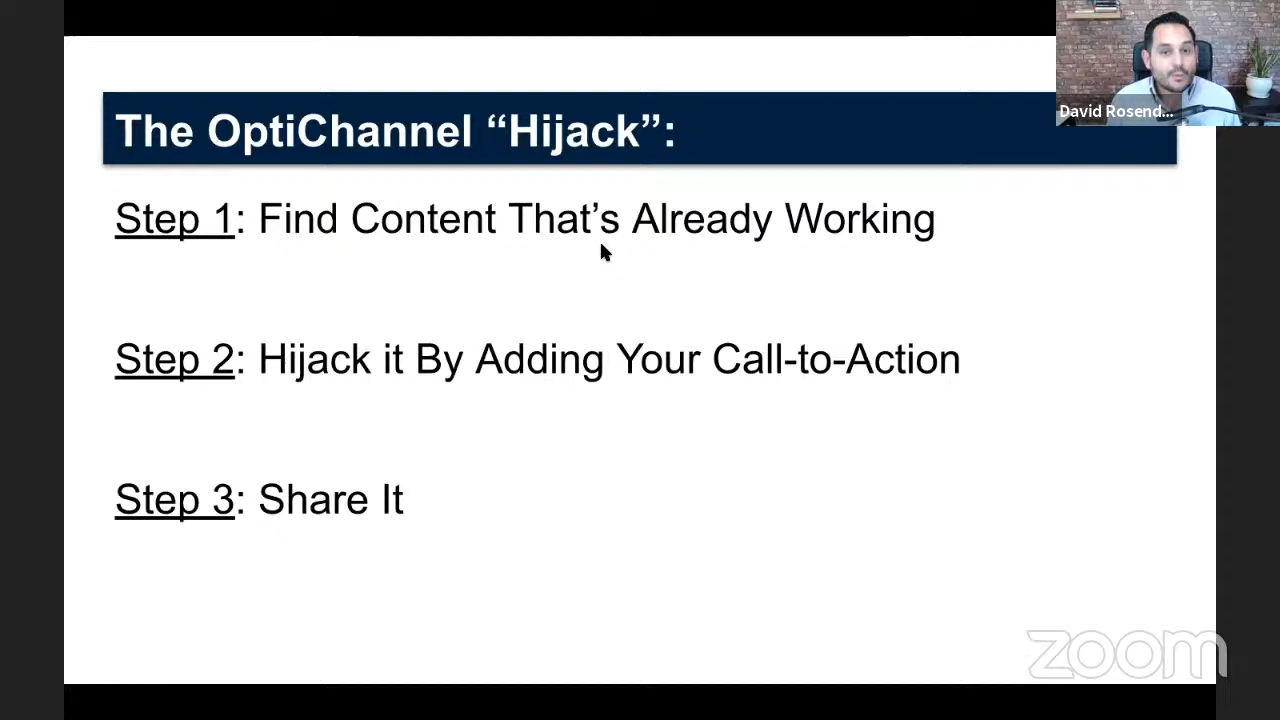 The OptiChannel “Hijack”:
David Rosend...
Step 1: Find Content That’s Already Working
Step 2: Hijack it By Adding Your Call-to-Action
Step 3: Share It
zoom